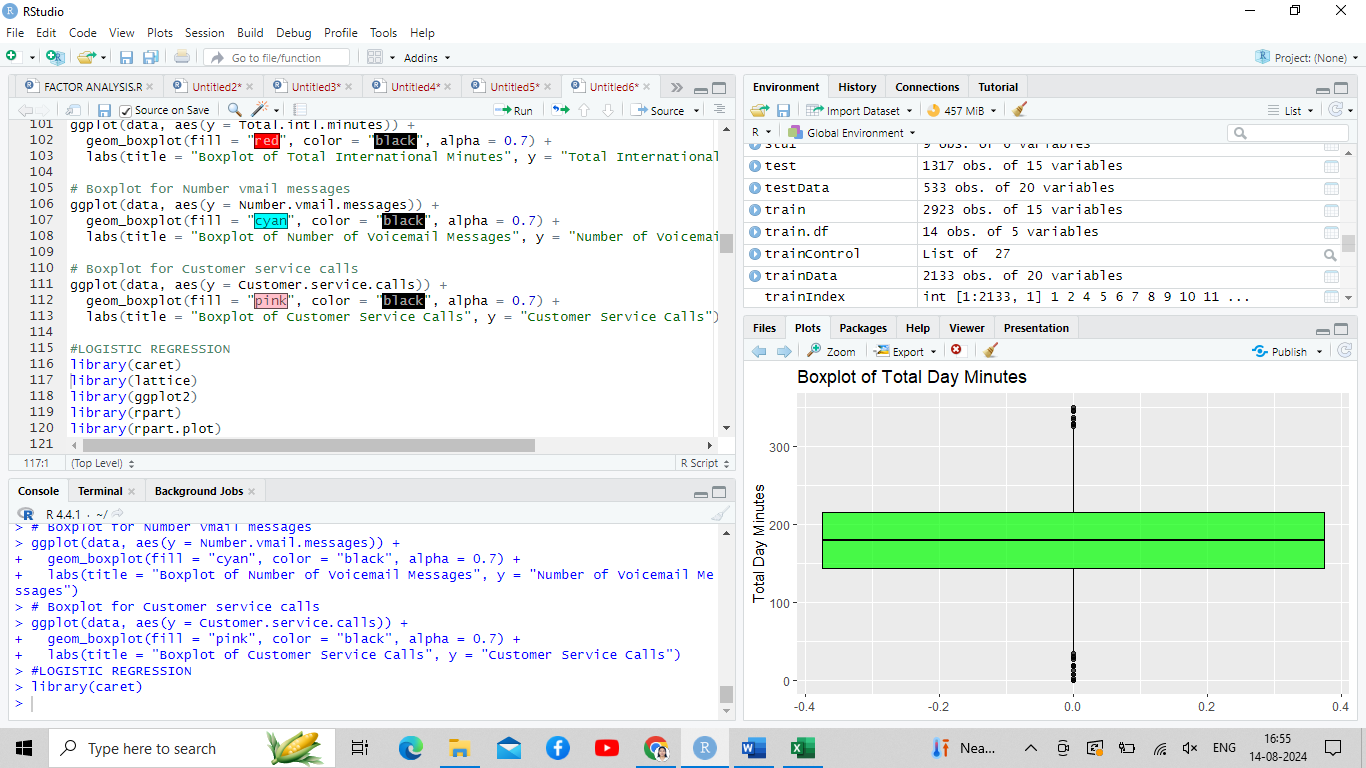 RStudio
File Edit Code View Plots Session Build Debug Profile Tools Help
Go to file/function Addins Project: (None)
FACTOR ANALYSIS.R Untitled2* Untitled3* Untitled4* Untitled5* Untitled6*
Source on Save Run Source
101 ggplot(data, aes(y = Total.intl.minutes)) +
102 geom_boxplot(fill = "red", color = "black", alpha = 0.7) +
103 labs(title = "Boxplot of Total International Minutes", y = "Total International
104
105 # Boxplot for Number vmail messages
106 ggplot(data, aes(y = Number.vmail.messages)) +
107 geom_boxplot(fill = "cyan", color = "black", alpha = 0.7) +
108 labs(title = "Boxplot of Number of Voicemail Messages", y = "Number of Voicemai
109
110 # Boxplot for Customer service calls
111 ggplot(data, aes(y = Customer.service.calls)) +
112 geom_boxplot(fill = "pink", color = "black", alpha = 0.7) +
113 labs(title = "Boxplot of Customer Service Calls", y = "Customer Service Calls")
114
115 #LOGISTIC REGRESSION
116 library(caret)
117 library(lattice)
118 library(ggplot2)
119 library(rpart)
120 library(rpart.plot)
121
117:1 (Top Level) R Script
Console Terminal Background Jobs
R 4.4.1 · ~/
> # Boxplot for Number vmail messages
> ggplot(data, aes(y = Number.vmail.messages)) +
+ geom_boxplot(fill = "cyan", color = "black", alpha = 0.7) +
+ labs(title = "Boxplot of Number of Voicemail Messages", y = "Number of Voicemail Me
ssages")
> # Boxplot for Customer service calls
> ggplot(data, aes(y = Customer.service.calls)) +
+ geom_boxplot(fill = "pink", color = "black", alpha = 0.7) +
+ labs(title = "Boxplot of Customer Service Calls", y = "Customer Service Calls")
> #LOGISTIC REGRESSION
> library(caret)
>
Environment History Connections Tutorial
Import Dataset 457 MiB List
R Global Environment
9 obs. of 6 variables
test 1317 obs. of 15 variables
testData 533 obs. of 20 variables
train 2923 obs. of 15 variables
train.df 14 obs. of 5 variables
trainControl List of 27
trainData 2133 obs. of 20 variables
trainIndex int [1:2133, 1] 1 2 4 5 6 7 8 9 10 11 ...
Files Plots Packages Help Viewer Presentation
Zoom Export Publish
Boxplot of Total Day Minutes
Total Day Minutes
300
200
100
0
-0.4 -0.2 0.0 0.2 0.4
Type here to search
Nea... ENG 16:55
14-08-2024